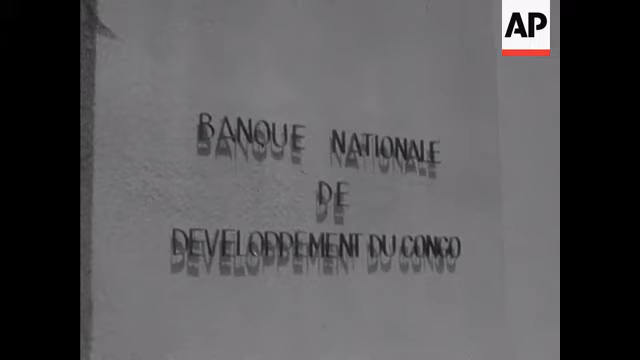 AP
BANQUE NATIONALE
DE
DEVELOPPEMENT DU CONGO